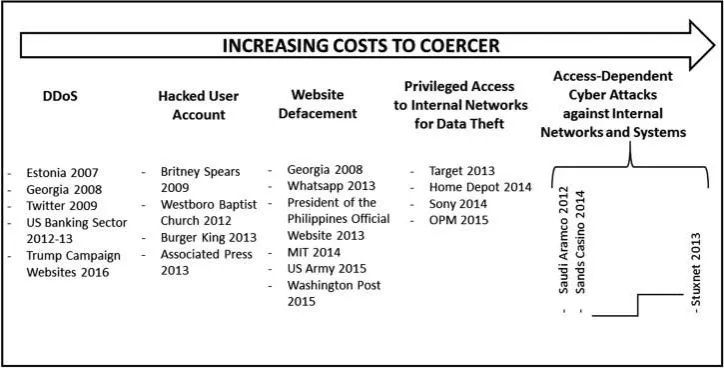 INCREASING COSTS TO COERCER
DDoS
- Estonia 2007
- Georgia 2008
- Twitter 2009
- US Banking Sector
2012-13
- Trump Campaign
Websites 2016
Hacked User
Account
- Britney Spears
2009
- Westboro Baptist
Church 2012
- Burger King 2013
- Associated Press
2013
Website
Defacement
- Georgia 2008
- Whatsapp 2013
- President of the
Philippines Official
Website 2013
- MIT 2014
- US Army 2015
- Washington Post
2015
Privileged Access
to Internal Networks
for Data Theft
- Target 2013
- Home Depot 2014
- Sony 2014
- OPM 2015
Access-Dependent
Cyber Attacks
against Internal
Networks and Systems
- Saudi Aramco 2012
- Sands Casino 2014
- Stuxnet 2013